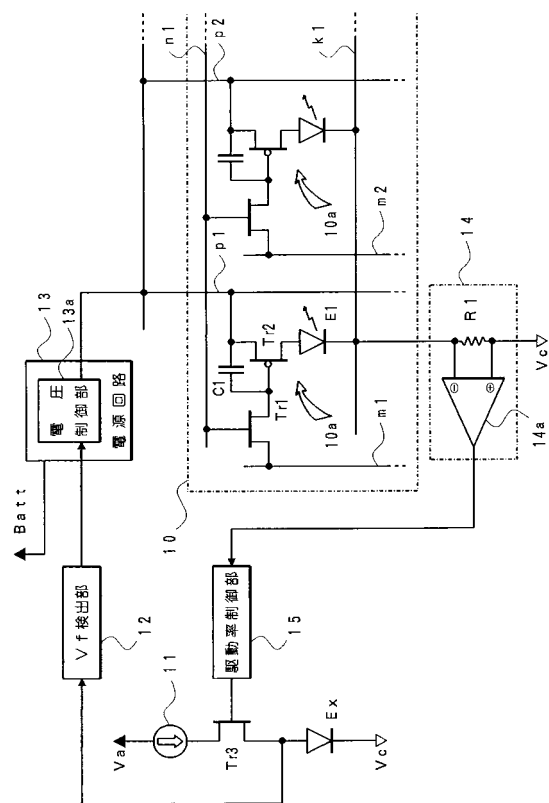 Batt
13
13a
電圧
制御部
電源回路
n1
p2
p1
C1
Tr2
Tr1
E1
10a
10a
m1
m2
k1
10
Vf検出部
12
駆動率制御部
15
11
Va
Tr3
Ex
Vc
14
R1
⊖
⊕
14a
Vc